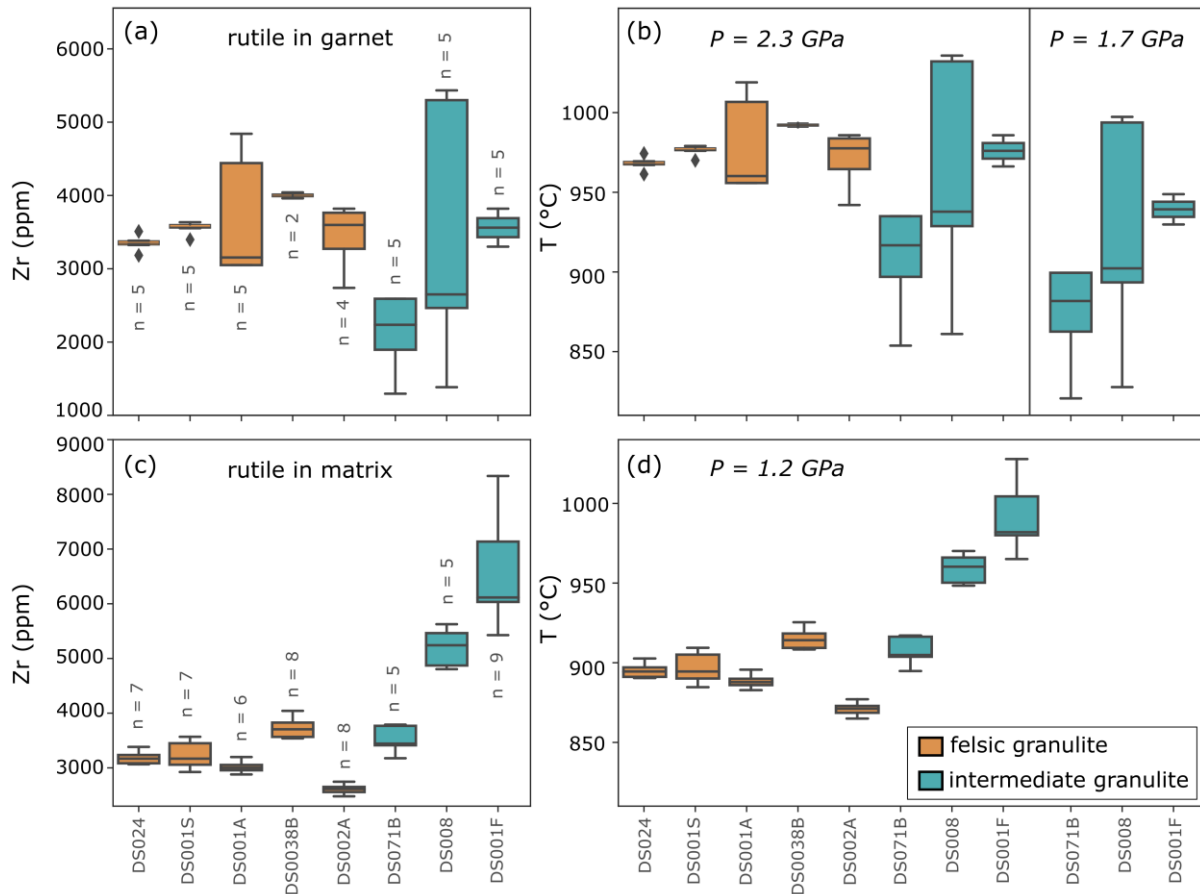 (a)
rutile in garnet
Zr (ppm)
6000
5000
4000
3000
2000
1000
n = 5
n = 5
n = 5
n = 2
n = 4
n = 5
n = 5
n = 5
(b)
P = 2.3 GPa
P = 1.7 GPa
T (°C)
1000
950
900
850
(c)
rutile in matrix
Zr (ppm)
9000
8000
7000
6000
5000
4000
3000
n = 7
n = 7
n = 6
n = 8
n = 8
n = 5
n = 5
n = 9
DS024
DS001S
DS001A
DS0038B
DS002A
DS071B
DS008
DS001F
(d)
P = 1.2 GPa
T (°C)
1000
950
900
850
felsic granulite
intermediate granulite
DS024
DS001S
DS001A
DS0038B
DS002A
DS071B
DS008
DS001F
DS071B
DS008
DS001F